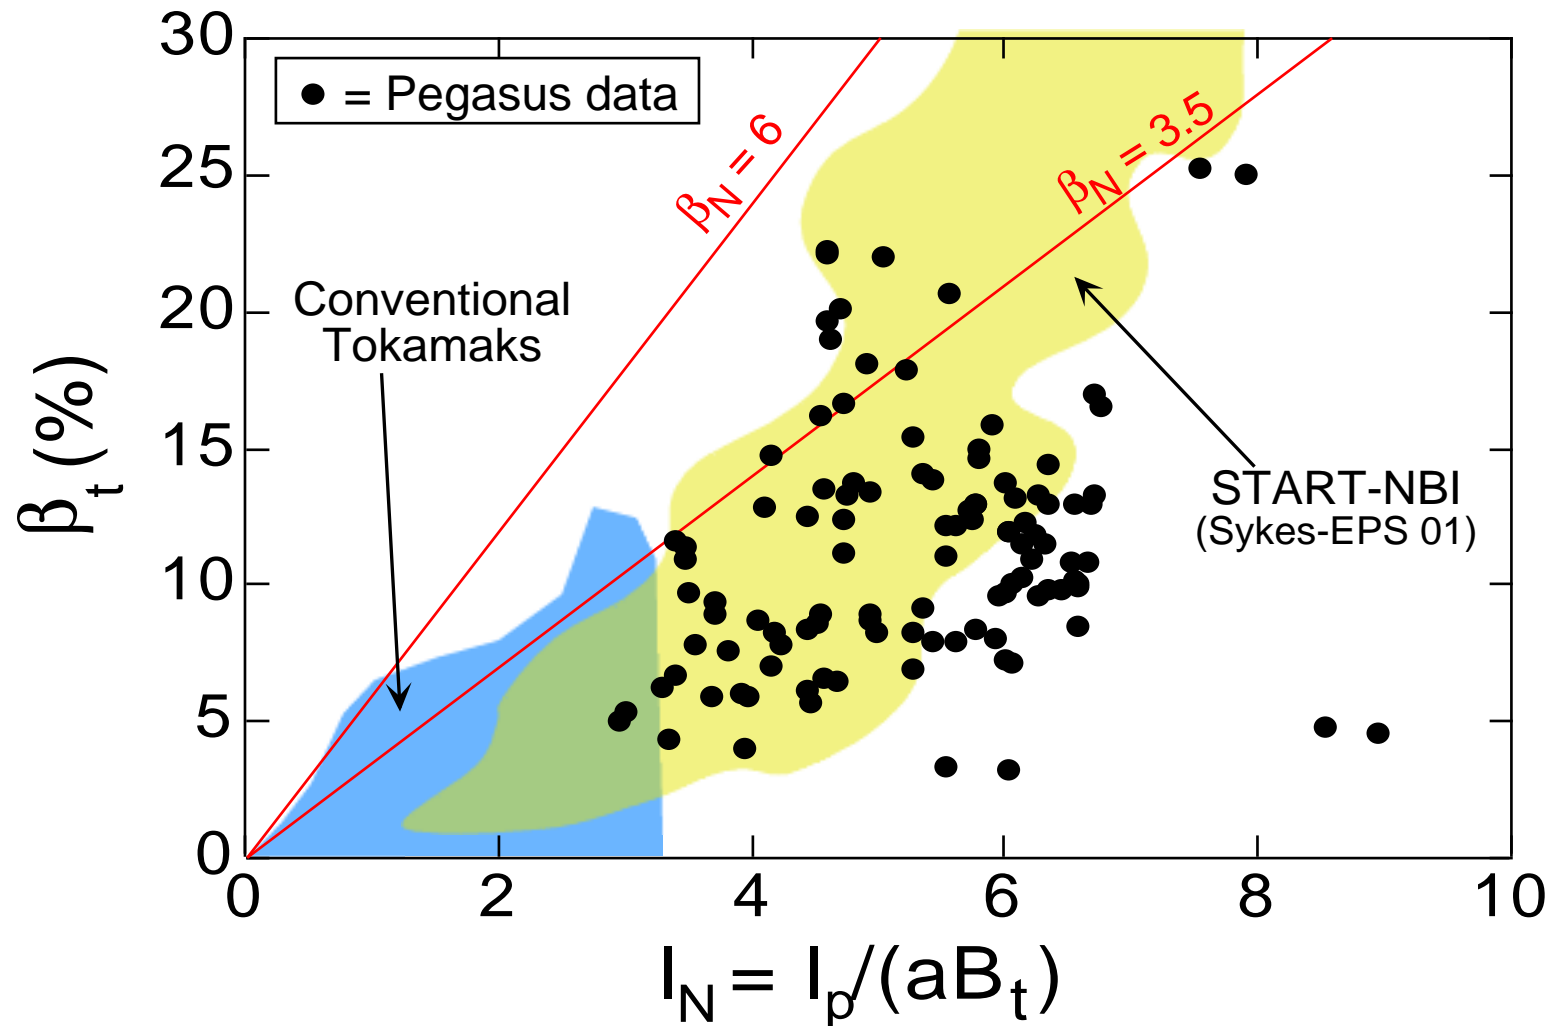 30
25
20
15
10
5
0
β_t (%)
● = Pegasus data
β_N = 6
β_N = 3.5
Conventional
Tokamaks
START-NBI
(Sykes-EPS 01)
0 2 4 6 8 10
I_N = I_p/(aB_t)